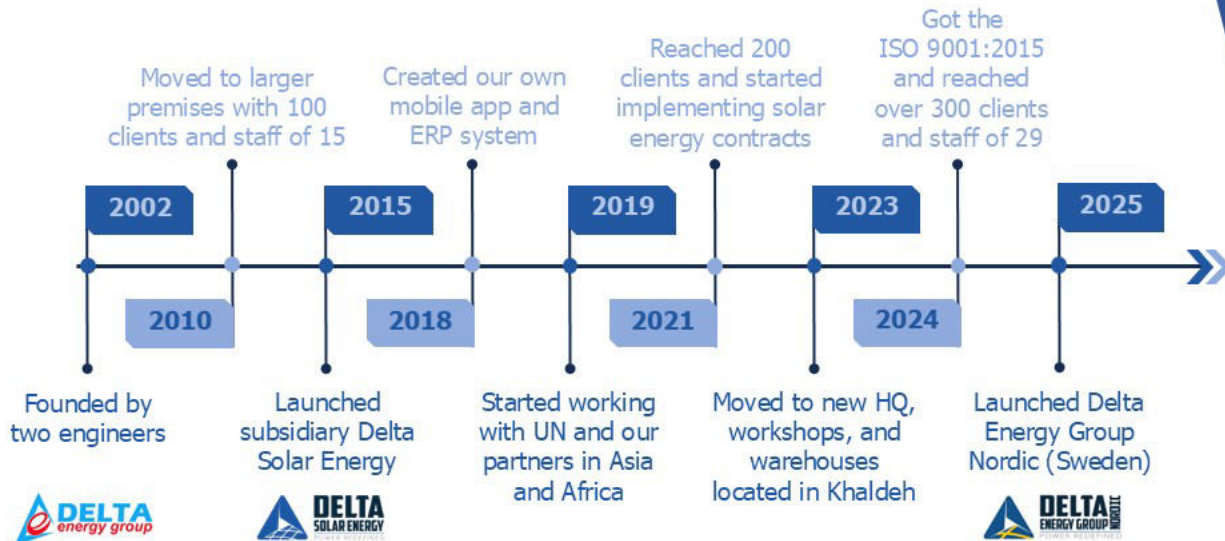 Moved to larger
premises with 100
clients and staff of 15
Created our own
mobile app and
ERP system
Reached 200
clients and started
implementing solar
energy contracts
Got the
ISO 9001:2015
and reached
over 300 clients
and staff of 29
2002
2015
2019
2023
2025
2010
2018
2021
2024
Founded by
two engineers
Launched
subsidiary Delta
Solar Energy
Started working
with UN and our
partners in Asia
and Africa
Moved to new HQ,
workshops, and
warehouses
located in Khaldeh
Launched Delta
Energy Group
Nordic (Sweden)
DELTA
energy group
DELTA
SOLAR ENERGY
POWER REDEFINED
DELTA
ENERGY GROUP
NORDIC
POWER REDEFINED